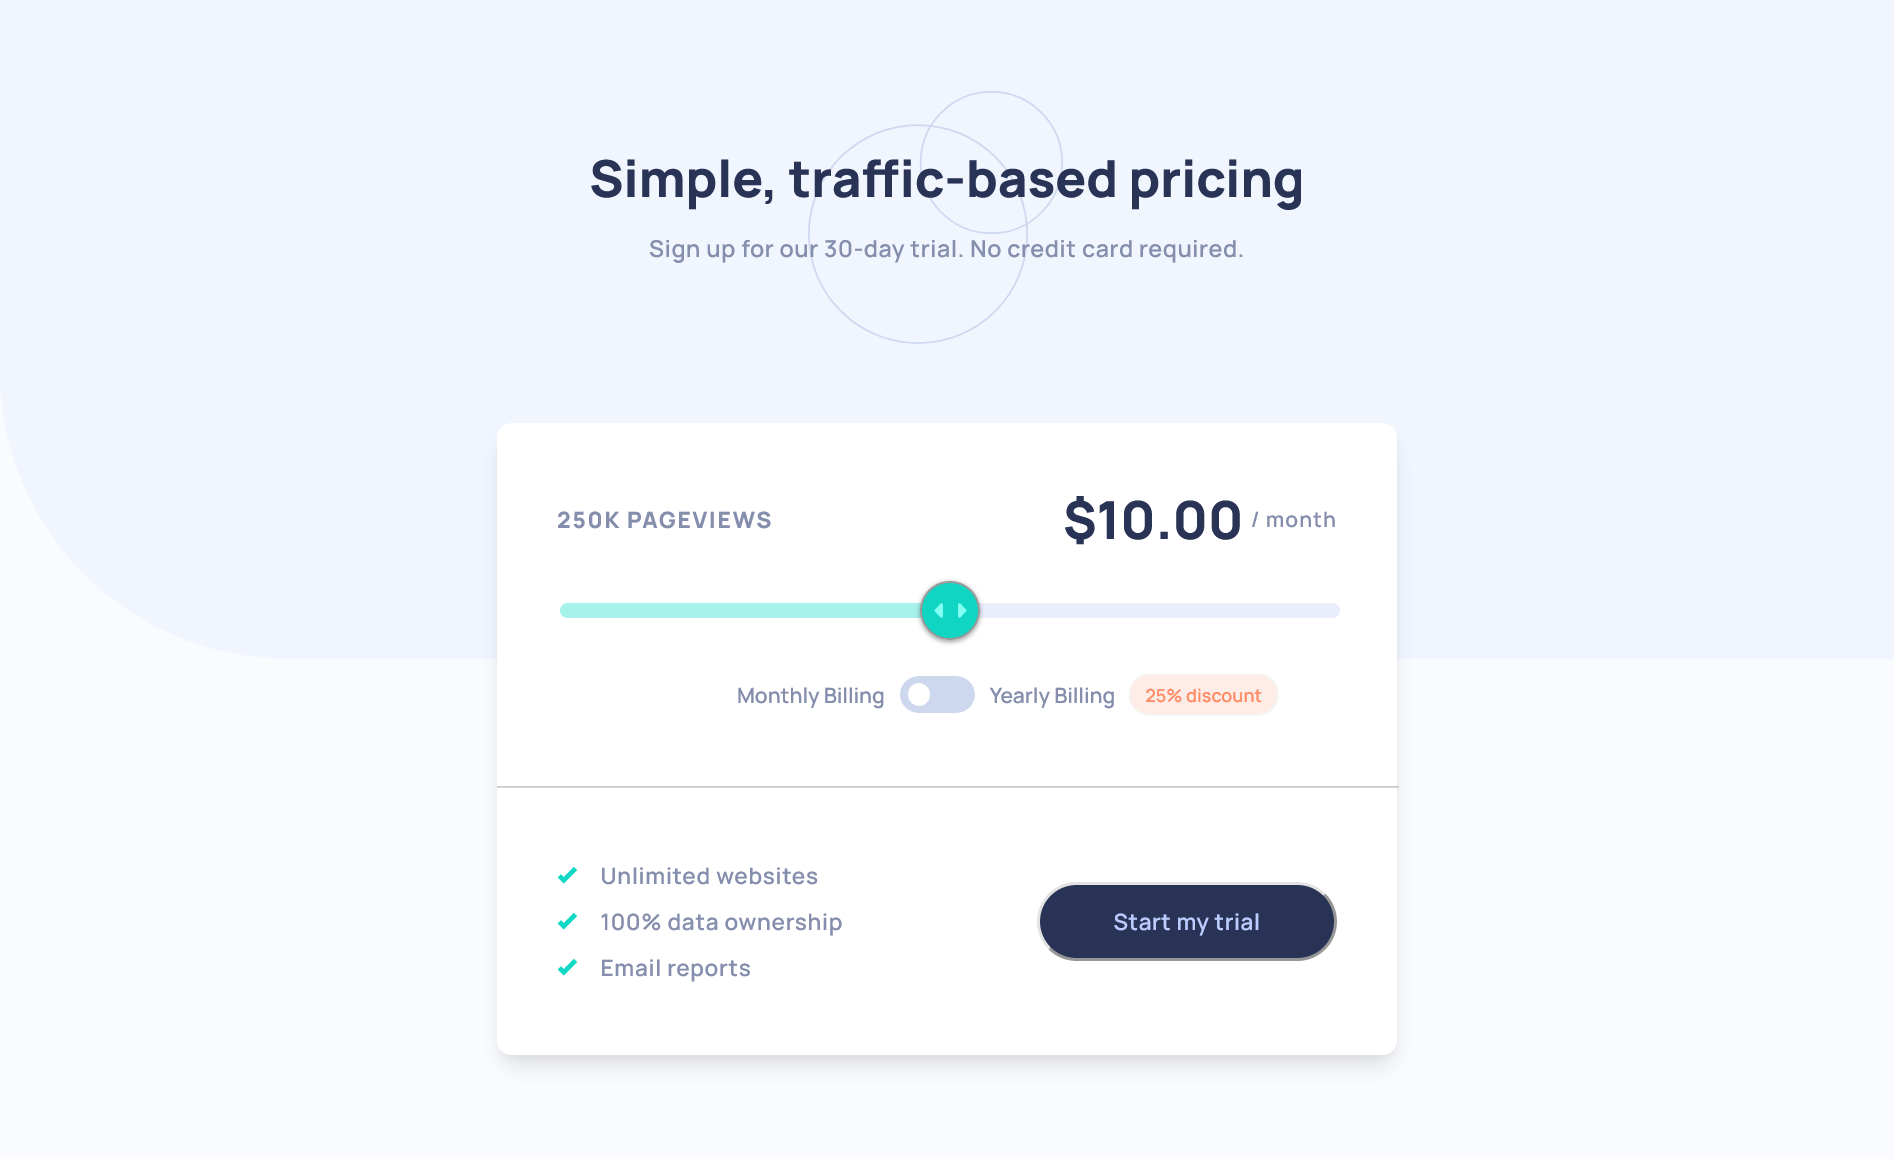 Simple, traffic-based pricing
Sign up for our 30-day trial. No credit card required.
250K PAGEVIEWS
$10.00 / month
Monthly Billing
Yearly Billing
25% discount
Unlimited websites
100% data ownership
Email reports
Start my trial